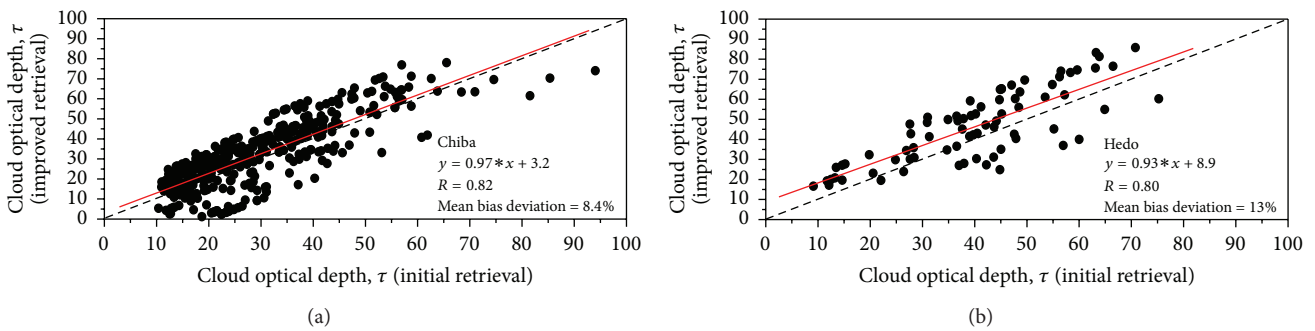 100
90
80
70
60
50
40
30
20
10
0
0 10 20 30 40 50 60 70 80 90 100
Cloud optical depth, τ
(improved retrieval)
Cloud optical depth, τ (initial retrieval)
Chiba
y = 0.97∗x + 3.2
R = 0.82
Mean bias deviation = 8.4%
(a)
100
90
80
70
60
50
40
30
20
10
0
0 10 20 30 40 50 60 70 80 90 100
Cloud optical depth, τ
(improved retrieval)
Cloud optical depth, τ (initial retrieval)
Hedo
y = 0.93∗x + 8.9
R = 0.80
Mean bias deviation = 13%
(b)